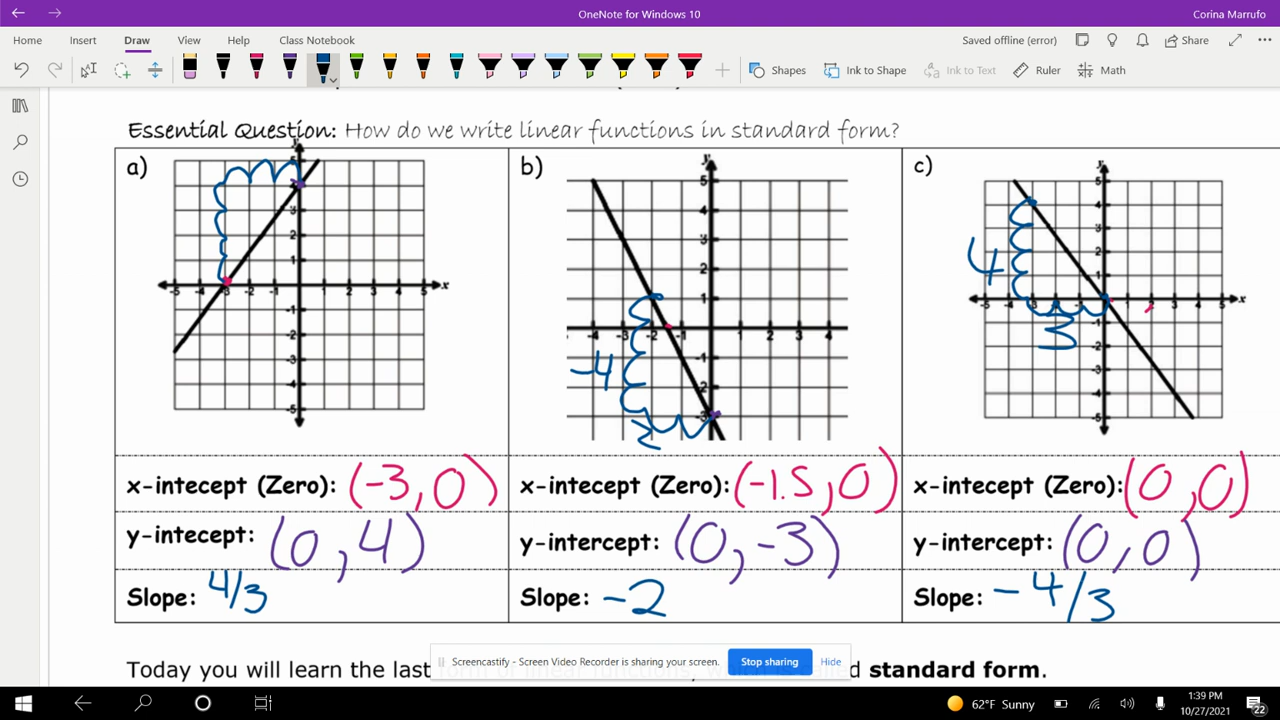 OneNote for Windows 10
Corina Marrufo
Home Insert Draw View Help Class Notebook
Saved offline (error)
Share
Shapes Ink to Shape Ink to Text Ruler Math
Essential Question: How do we write linear functions in standard form?
a) b) c)
y y y
x x
-4
2
4
3
x-intecept (Zero): (-3,0)
x-intecept (Zero): (-1.5,0)
x-intecept (Zero): (0,0)
y-intecept: (0,4)
y-intercept: (0,-3)
y-intercept: (0,0)
Slope: 4/3
Slope: -2
Slope: -4/3
Screencastify - Screen Video Recorder is sharing your screen.
Stop sharing
Hide
Today you will learn the last
standard form.
62°F Sunny
1:39 PM
10/27/2021
22